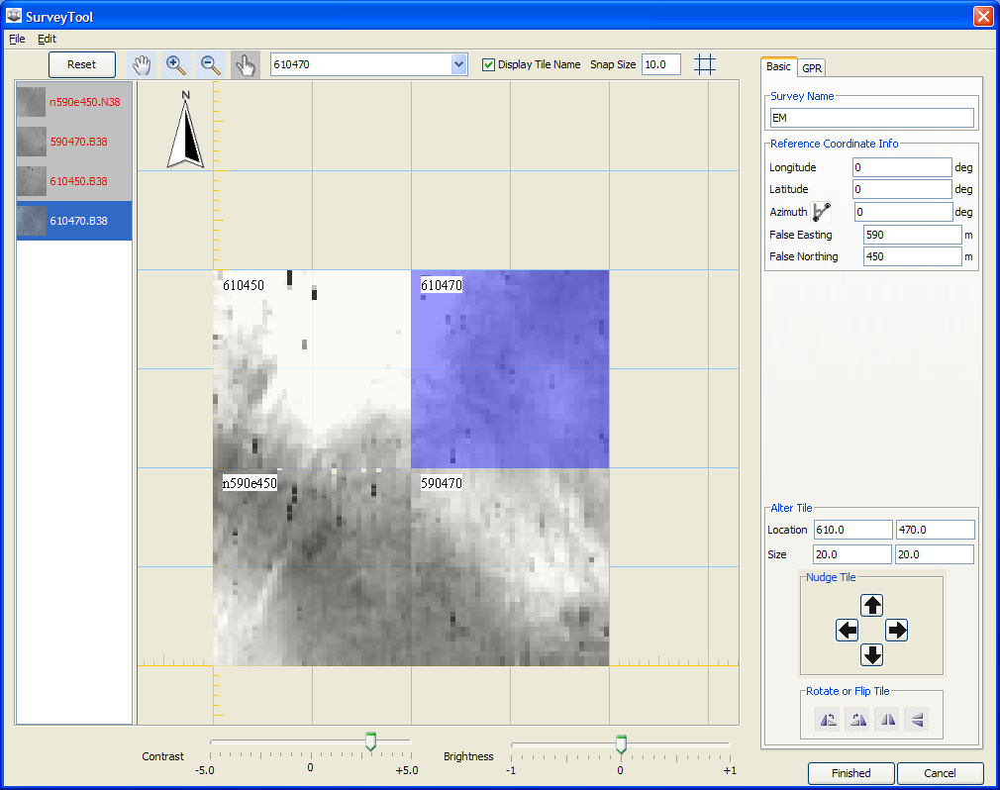 SurveyTool
File Edit
Reset
610470
Display Tile Name
Snap Size
10.0
n590e450.N38
590470.B38
610450.B38
610470.B38
N
610450
610470
n590e450
590470
Contrast
-5.0 0 +5.0
Brightness
-1 0 +1
Basic GPR
Survey Name
EM
Reference Coordinate Info
Longitude 0 deg
Latitude 0 deg
Azimuth 0 deg
False Easting 590 m
False Northing 450 m
Alter Tile
Location 610.0 470.0
Size 20.0 20.0
Nudge Tile
Rotate or Flip Tile
Finished Cancel